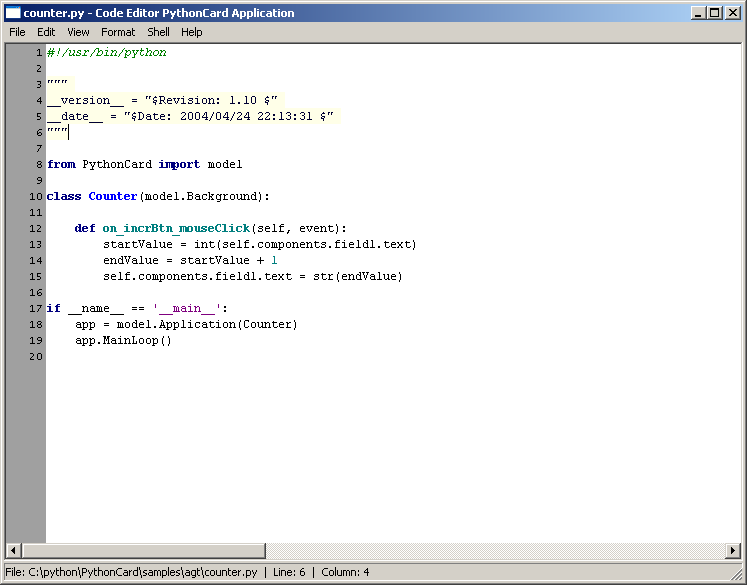 counter.py - Code Editor PythonCard Application
File Edit View Format Shell Help
1 #!/usr/bin/python
2
3 """
4 __version__ = "$Revision: 1.10 $"
5 __date__ = "$Date: 2004/04/24 22:13:31 $"
6 """
7
8 from PythonCard import model
9
10 class Counter(model.Background):
11
12     def on_incrBtn_mouseClick(self, event):
13         startValue = int(self.components.field1.text)
14         endValue = startValue + 1
15         self.components.field1.text = str(endValue)
16
17 if __name__ == '__main__':
18     app = model.Application(Counter)
19     app.MainLoop()
20
File: C:\python\PythonCard\samples\agt\counter.py | Line: 6 | Column: 4